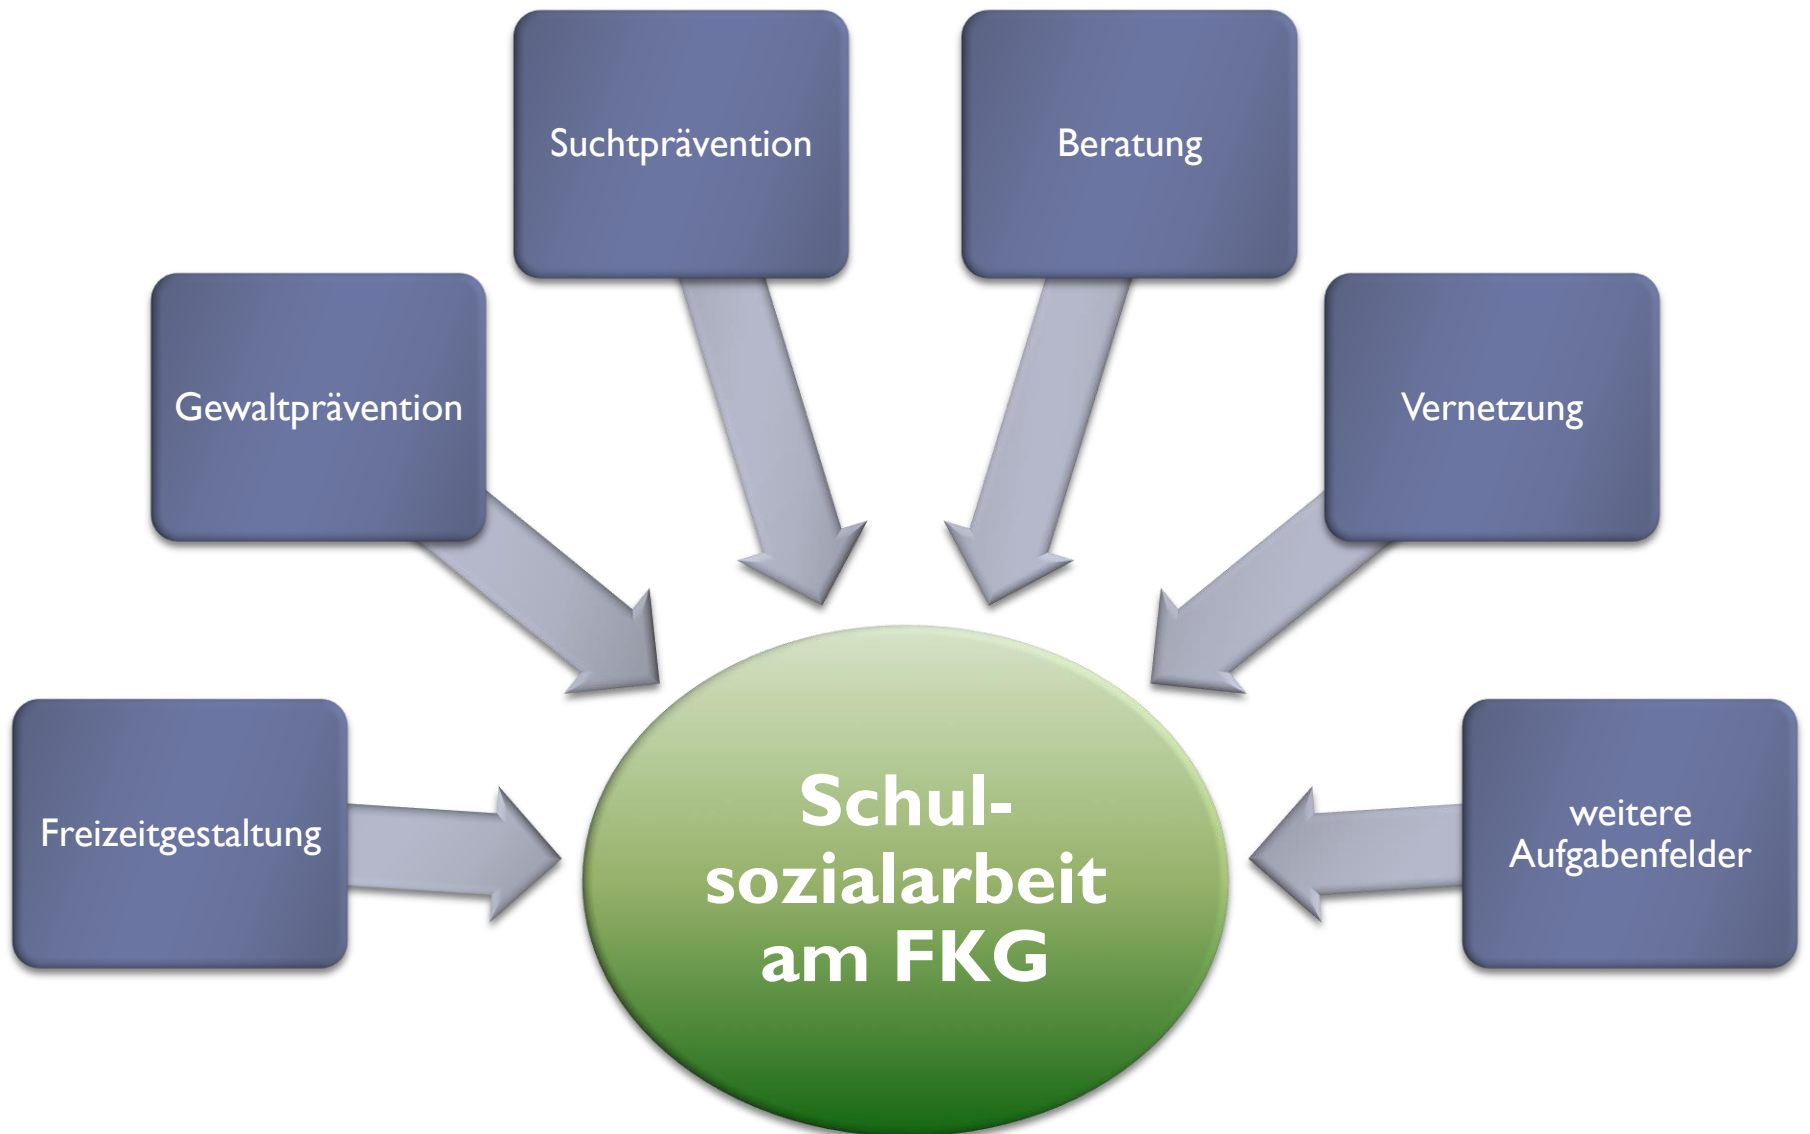 Suchtprävention
Beratung
Gewaltprävention
Vernetzung
Freizeitgestaltung
Schul-
sozialarbeit
am FKG
weitere
Aufgabenfelder